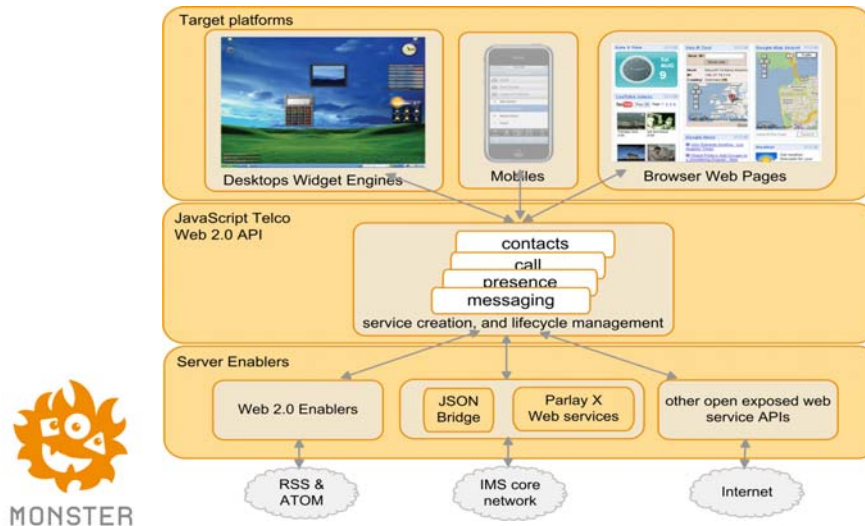 Target platforms
Desktops Widget Engines
Mobiles
Browser Web Pages
JavaScript Telco
Web 2.0 API
contacts
call
presence
messaging
service creation, and lifecycle management
Server Enablers
Web 2.0 Enablers
JSON
Bridge
Parlay X
Web services
other open exposed web
service APIs
RSS &
ATOM
IMS core
network
Internet
MONSTER